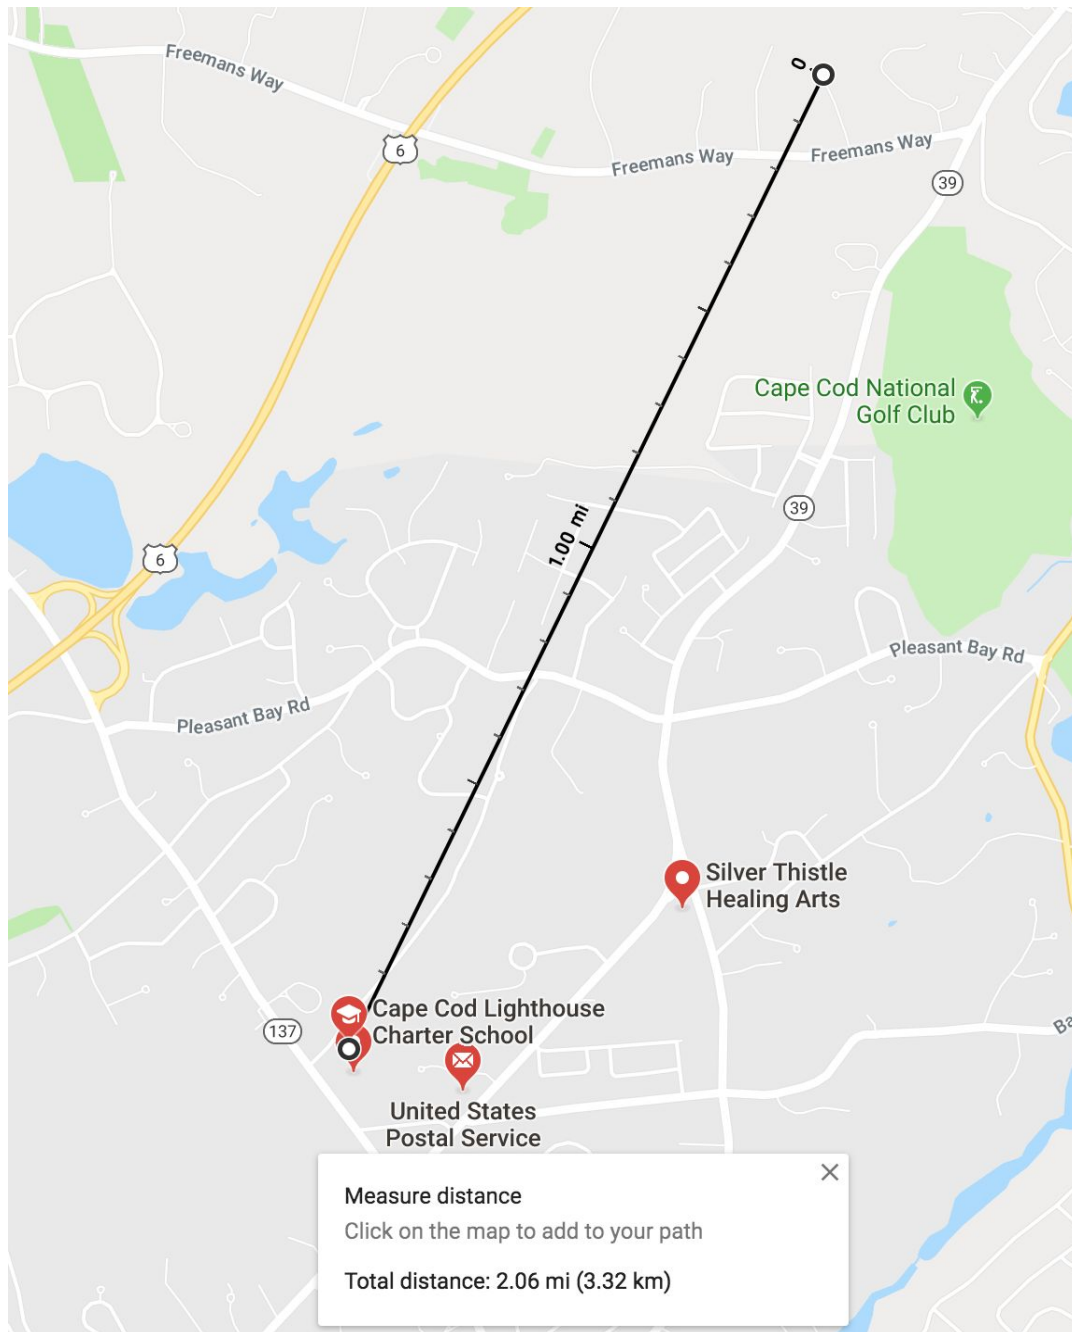 Freemans Way
0
6
Freemans Way
Freemans Way
39
Cape Cod National
Golf Club
39
1.00 mi
6
Pleasant Bay Rd
Pleasant Bay Rd
Silver Thistle
Healing Arts
Cape Cod Lighthouse
Charter School
137
Ba
United States
Postal Service
Measure distance
Click on the map to add to your path
Total distance: 2.06 mi (3.32 km)